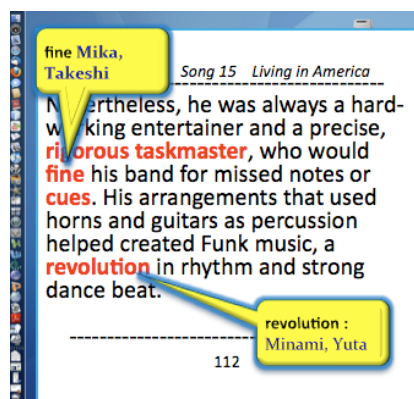 fine Mika,
Takeshi
Song 15 Living in America
Nevertheless, he was always a hard-
working entertainer and a precise,
rigorous taskmaster, who would
fine his band for missed notes or
cues. His arrangements that used
horns and guitars as percussion
helped created Funk music, a
revolution in rhythm and strong
dance beat.
revolution :
Minami, Yuta
112